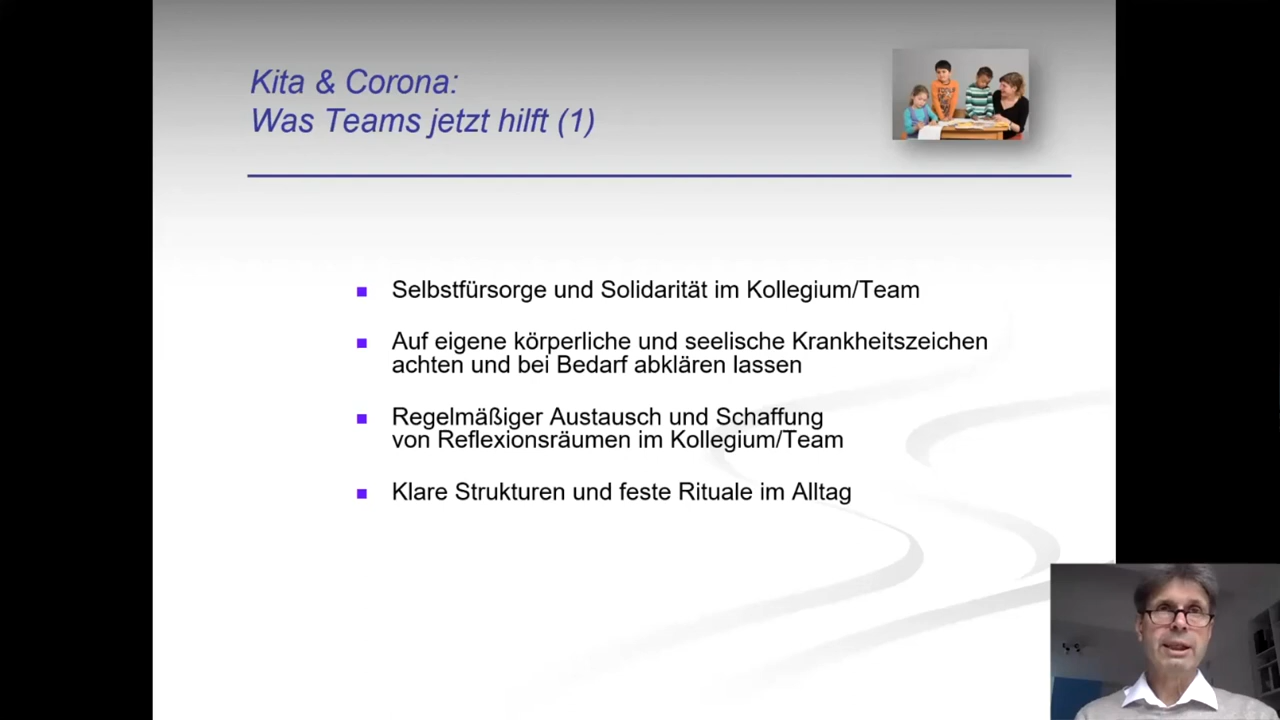 Kita & Corona:
Was Teams jetzt hilft (1)
Selbstfürsorge und Solidarität im Kollegium/Team
Auf eigene körperliche und seelische Krankheitszeichen
achten und bei Bedarf abklären lassen
Regelmäßiger Austausch und Schaffung
von Reflexionsräumen im Kollegium/Team
Klare Strukturen und feste Rituale im Alltag